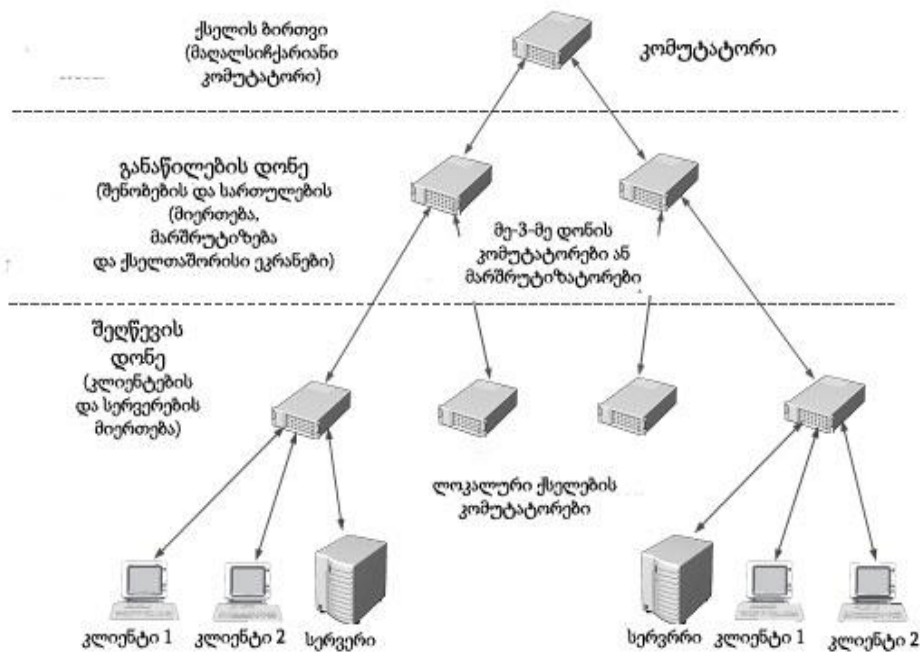 ქსელის ბირთვი
(მაღალსიჩქარიანი
კომუტატორი)
კომუტატორი
განაწილების დონე
(შენობების და სართულების
(მიერთება,
მარშრუტიზება
და ქსელთაშორისი ეკრანები)
მე-3-მე დონის
კომუტატორები ან
მარშრუტიზატორები
შეღწევის
დონე
(კლიენტების
და სერვერების
მიერთება)
ლოკალური ქსელების
კომუტატორები
კლიენტი 1
კლიენტი 2
სერვერი
სერვრრი
კლიენტი 1
კლიენტი 2